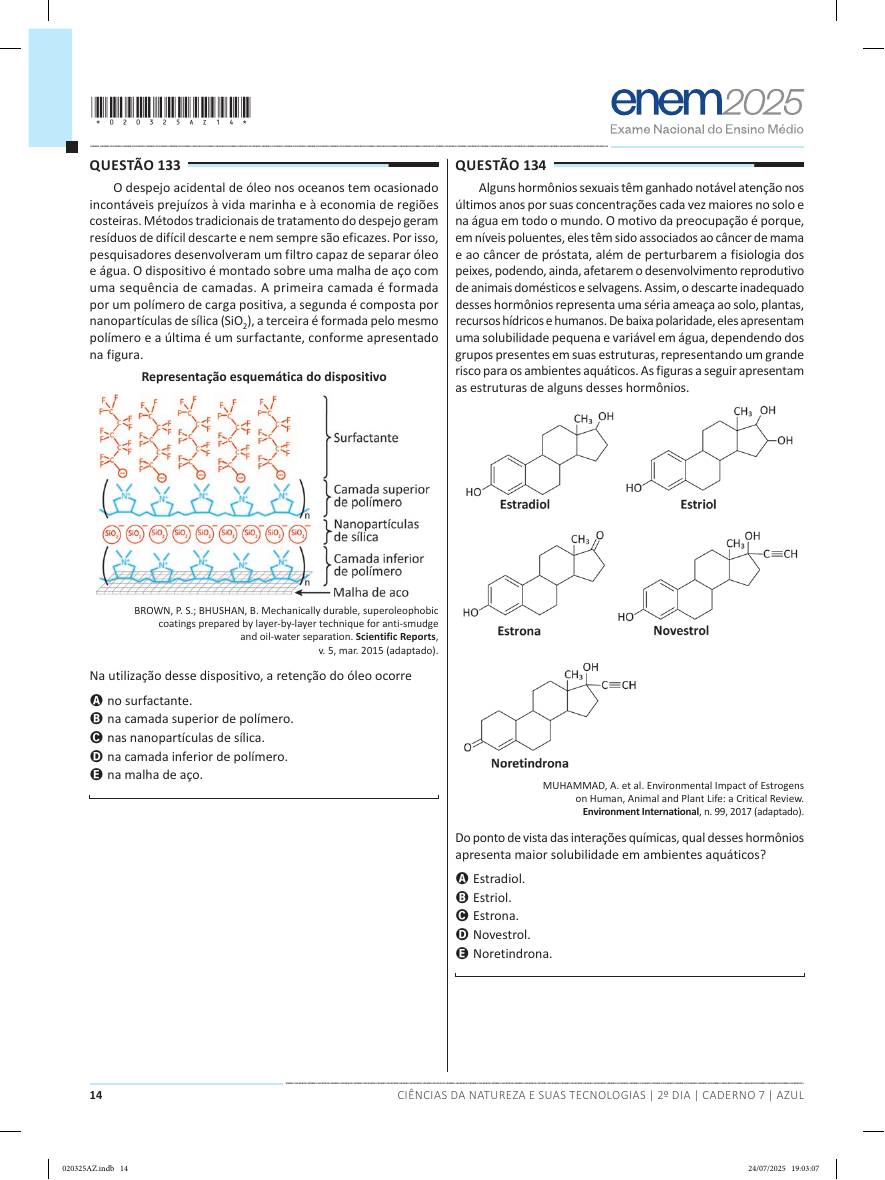 *020325AZ14*
enem2025
Exame Nacional do Ensino Médio
QUESTÃO 133
O despejo acidental de óleo nos oceanos tem ocasionado
incontáveis prejuízos à vida marinha e à economia de regiões
costeiras. Métodos tradicionais de tratamento do despejo geram
resíduos de difícil descarte e nem sempre são eficazes. Por isso,
pesquisadores desenvolveram um filtro capaz de separar óleo
e água. O dispositivo é montado sobre uma malha de aço com
uma sequência de camadas. A primeira camada é formada
por um polímero de carga positiva, a segunda é composta por
nanopartículas de sílica (SiO₂), a terceira é formada pelo mesmo
polímero e a última é um surfactante, conforme apresentado
na figura.
Representação esquemática do dispositivo
Surfactante
Camada superior
de polímero
n
Nanopartículas
de sílica
SiO₂ SiO₂ SiO₂ SiO₂ SiO₂ SiO₂ SiO₂ SiO₂ SiO₂
Camada inferior
de polímero
n
Malha de aco
BROWN, P. S.; BHUSHAN, B. Mechanically durable, superoleophobic
coatings prepared by layer-by-layer technique for anti-smudge
and oil-water separation. Scientific Reports,
v. 5, mar. 2015 (adaptado).
Na utilização desse dispositivo, a retenção do óleo ocorre
A no surfactante.
B na camada superior de polímero.
C nas nanopartículas de sílica.
D na camada inferior de polímero.
E na malha de aço.
QUESTÃO 134
Alguns hormônios sexuais têm ganhado notável atenção nos
últimos anos por suas concentrações cada vez maiores no solo e
na água em todo o mundo. O motivo da preocupação é porque,
em níveis poluentes, eles têm sido associados ao câncer de mama
e ao câncer de próstata, além de perturbarem a fisiologia dos
peixes, podendo, ainda, afetarem o desenvolvimento reprodutivo
de animais domésticos e selvagens. Assim, o descarte inadequado
desses hormônios representa uma séria ameaça ao solo, plantas,
recursos hídricos e humanos. De baixa polaridade, eles apresentam
uma solubilidade pequena e variável em água, dependendo dos
grupos presentes em suas estruturas, representando um grande
risco para os ambientes aquáticos. As figuras a seguir apresentam
as estruturas de alguns desses hormônios.
CH₃ OH
HO
Estradiol
CH₃ OH
OH
HO
Estriol
CH₃ O
HO
Estrona
OH
CH₃ C≡CH
HO
Novestrol
OH
CH₃ C≡CH
O
Noretindrona
MUHAMMAD, A. et al. Environmental Impact of Estrogens
on Human, Animal and Plant Life: a Critical Review.
Environment International, n. 99, 2017 (adaptado).
Do ponto de vista das interações químicas, qual desses hormônios
apresenta maior solubilidade em ambientes aquáticos?
A Estradiol.
B Estriol.
C Estrona.
D Novestrol.
E Noretindrona.
14
CIÊNCIAS DA NATUREZA E SUAS TECNOLOGIAS | 2º DIA | CADERNO 7 | AZUL
020325AZ.indb 14
24/07/2025 19:03:07